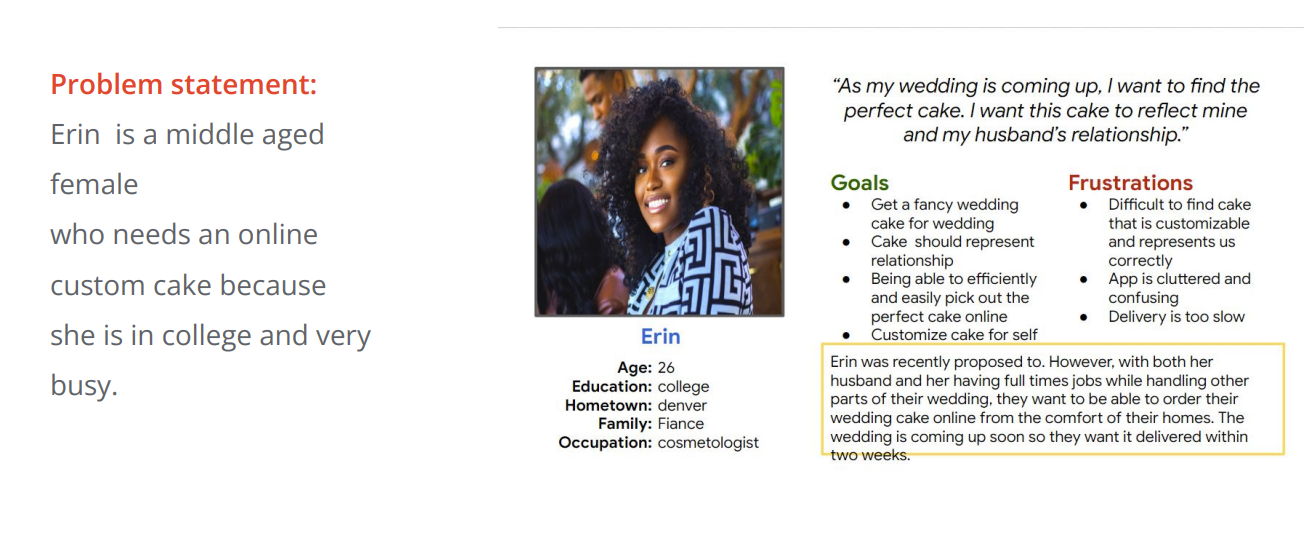 Problem statement:
Erin  is a middle aged
female
who needs an online
custom cake because
she is in college and very
busy.
“As my wedding is coming up, I want to find the
perfect cake. I want this cake to reflect mine
and my husband’s relationship.”
Goals
● Get a fancy wedding
cake for wedding
● Cake  should represent
relationship
● Being able to efficiently
and easily pick out the
perfect cake online
● Customize cake for self
Frustrations
● Difficult to find cake
that is customizable
and represents us
correctly
● App is cluttered and
confusing
● Delivery is too slow
Erin
Age: 26
Education: college
Hometown: denver
Family: Fiance
Occupation: cosmetologist
Erin was recently proposed to. However, with both her
husband and her having full times jobs while handling other
parts of their wedding, they want to be able to order their
wedding cake online from the comfort of their homes. The
wedding is coming up soon so they want it delivered within
two weeks.